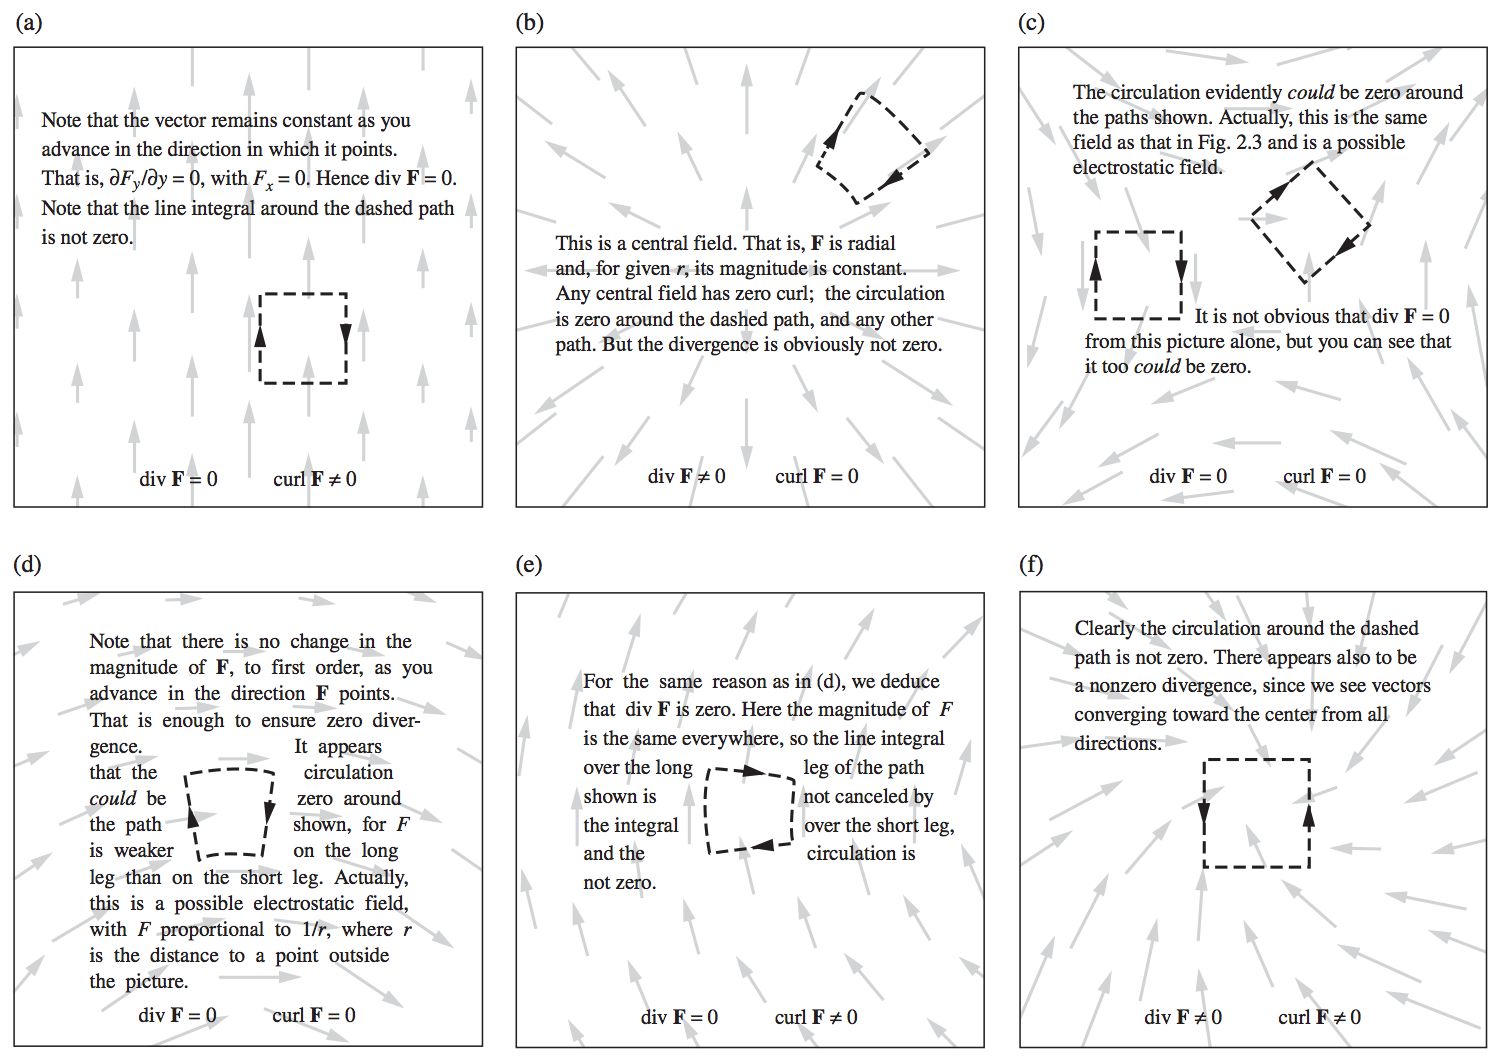 (a)
Note that the vector remains constant as you
advance in the direction in which it points.
That is, ∂Fy/∂y = 0, with Fx = 0. Hence div F = 0.
Note that the line integral around the dashed path
is not zero.
div F = 0 curl F ≠ 0
(b)
This is a central field. That is, F is radial
and, for given r, its magnitude is constant.
Any central field has zero curl; the circulation
is zero around the dashed path, and any other
path. But the divergence is obviously not zero.
div F ≠ 0 curl F = 0
(c)
The circulation evidently could be zero around
the paths shown. Actually, this is the same
field as that in Fig. 2.3 and is a possible
electrostatic field.
It is not obvious that div F = 0
from this picture alone, but you can see that
it too could be zero.
div F = 0 curl F = 0
(d)
Note that there is no change in the
magnitude of F, to first order, as you
advance in the direction F points.
That is enough to ensure zero diver-
gence. It appears
that the circulation
could be zero around
the path shown, for F
is weaker on the long
leg than on the short leg. Actually,
this is a possible electrostatic field,
with F proportional to 1/r, where r
is the distance to a point outside
the picture.
div F = 0 curl F = 0
(e)
For the same reason as in (d), we deduce
that div F is zero. Here the magnitude of F
is the same everywhere, so the line integral
over the long leg of the path
shown is not canceled by
the integral over the short leg,
and the circulation is
not zero.
div F = 0 curl F ≠ 0
(f)
Clearly the circulation around the dashed
path is not zero. There appears also to be
a nonzero divergence, since we see vectors
converging toward the center from all
directions.
div F ≠ 0 curl F ≠ 0